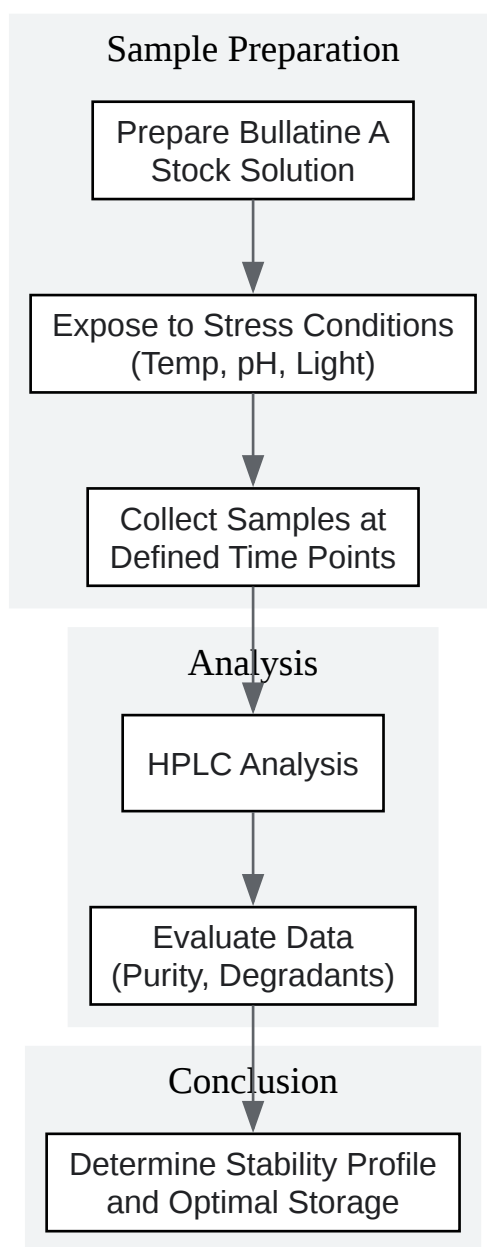 Sample Preparation
Prepare Bullatine A
Stock Solution
Expose to Stress Conditions
(Temp, pH, Light)
Collect Samples at
Defined Time Points
Analysis
HPLC Analysis
Evaluate Data
(Purity, Degradants)
Conclusion
Determine Stability Profile
and Optimal Storage